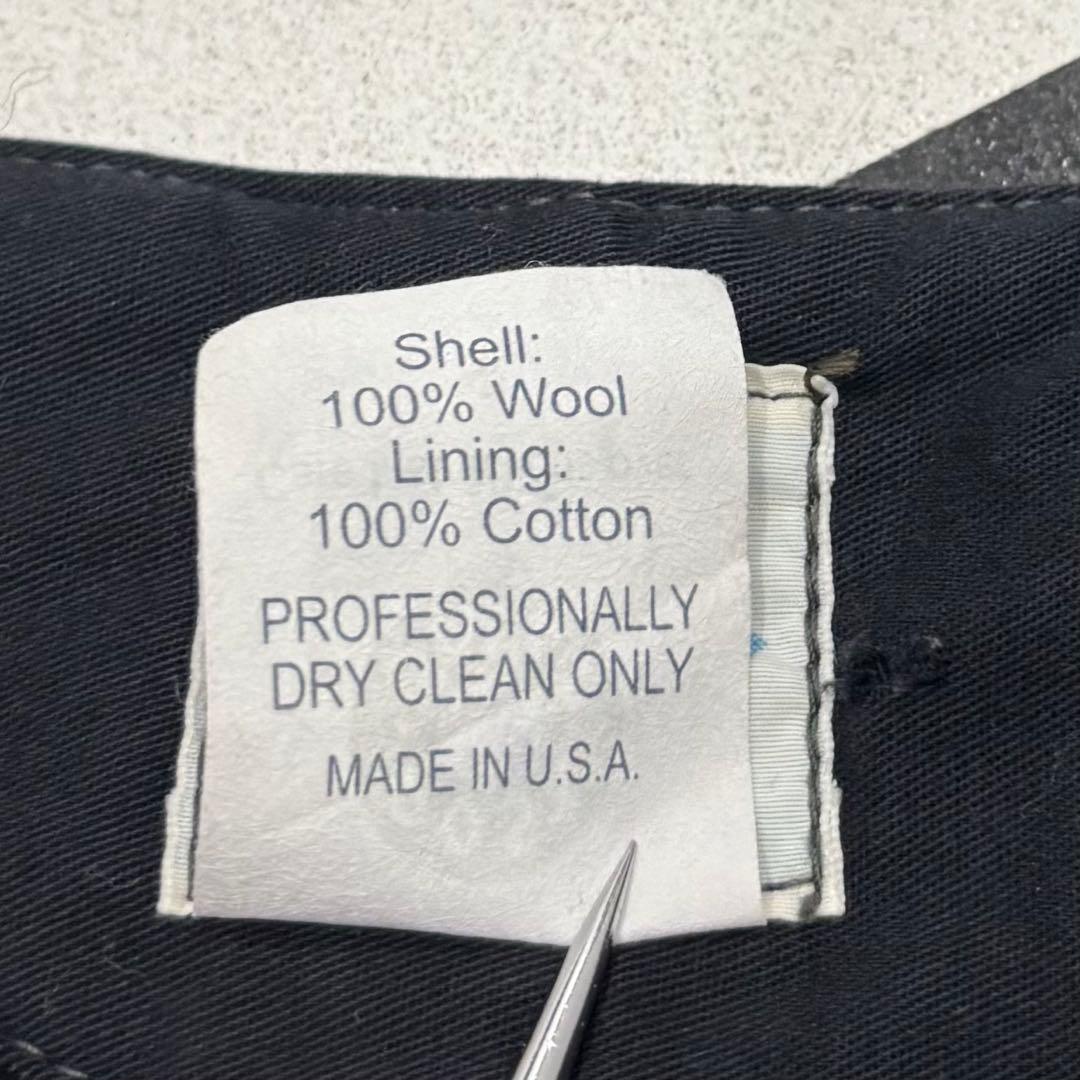 Shell:
100% Wool
Lining:
100% Cotton
PROFESSIONALLY
DRY CLEAN ONLY
MADE IN U.S.A.